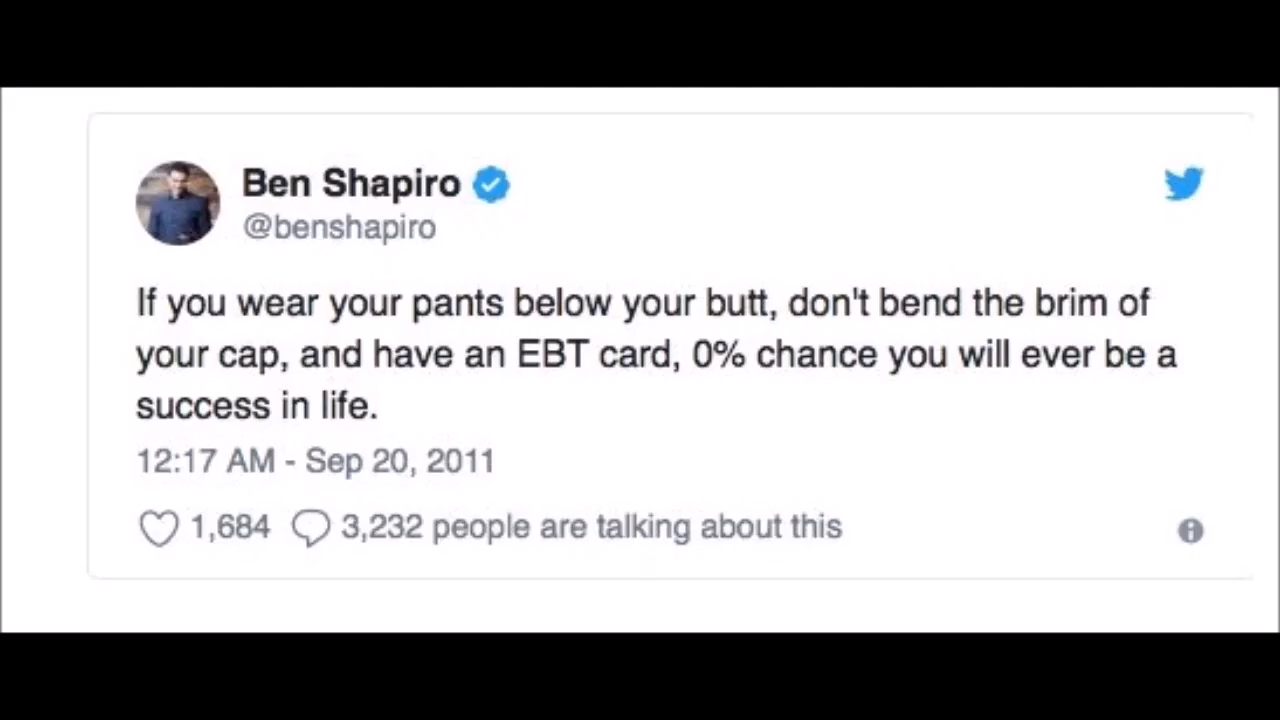 Ben Shapiro
@benshapiro
If you wear your pants below your butt, don't bend the brim of
your cap, and have an EBT card, 0% chance you will ever be a
success in life.
12:17 AM - Sep 20, 2011
1,684 3,232 people are talking about this